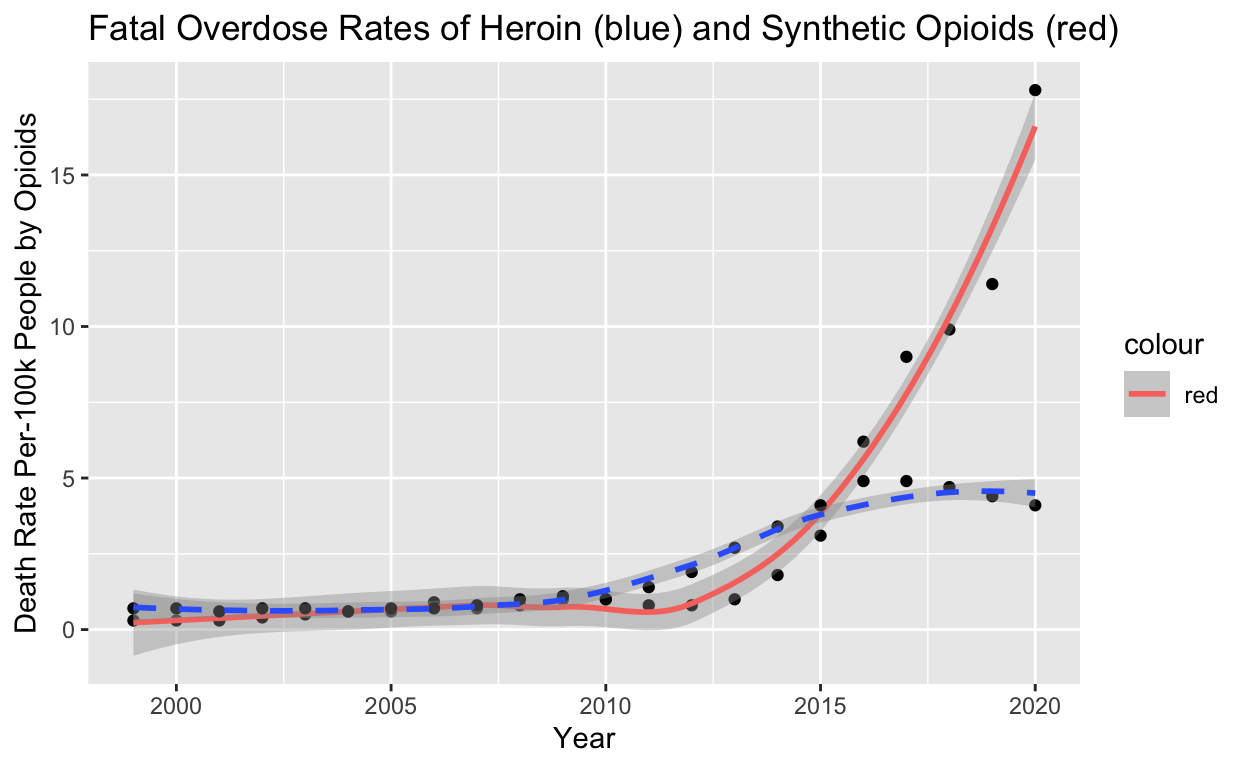 Fatal Overdose Rates of Heroin (blue) and Synthetic Opioids (red)
Death Rate Per-100k People by Opioids
15
10
5
0
2000 2005 2010 2015 2020
Year
colour
red